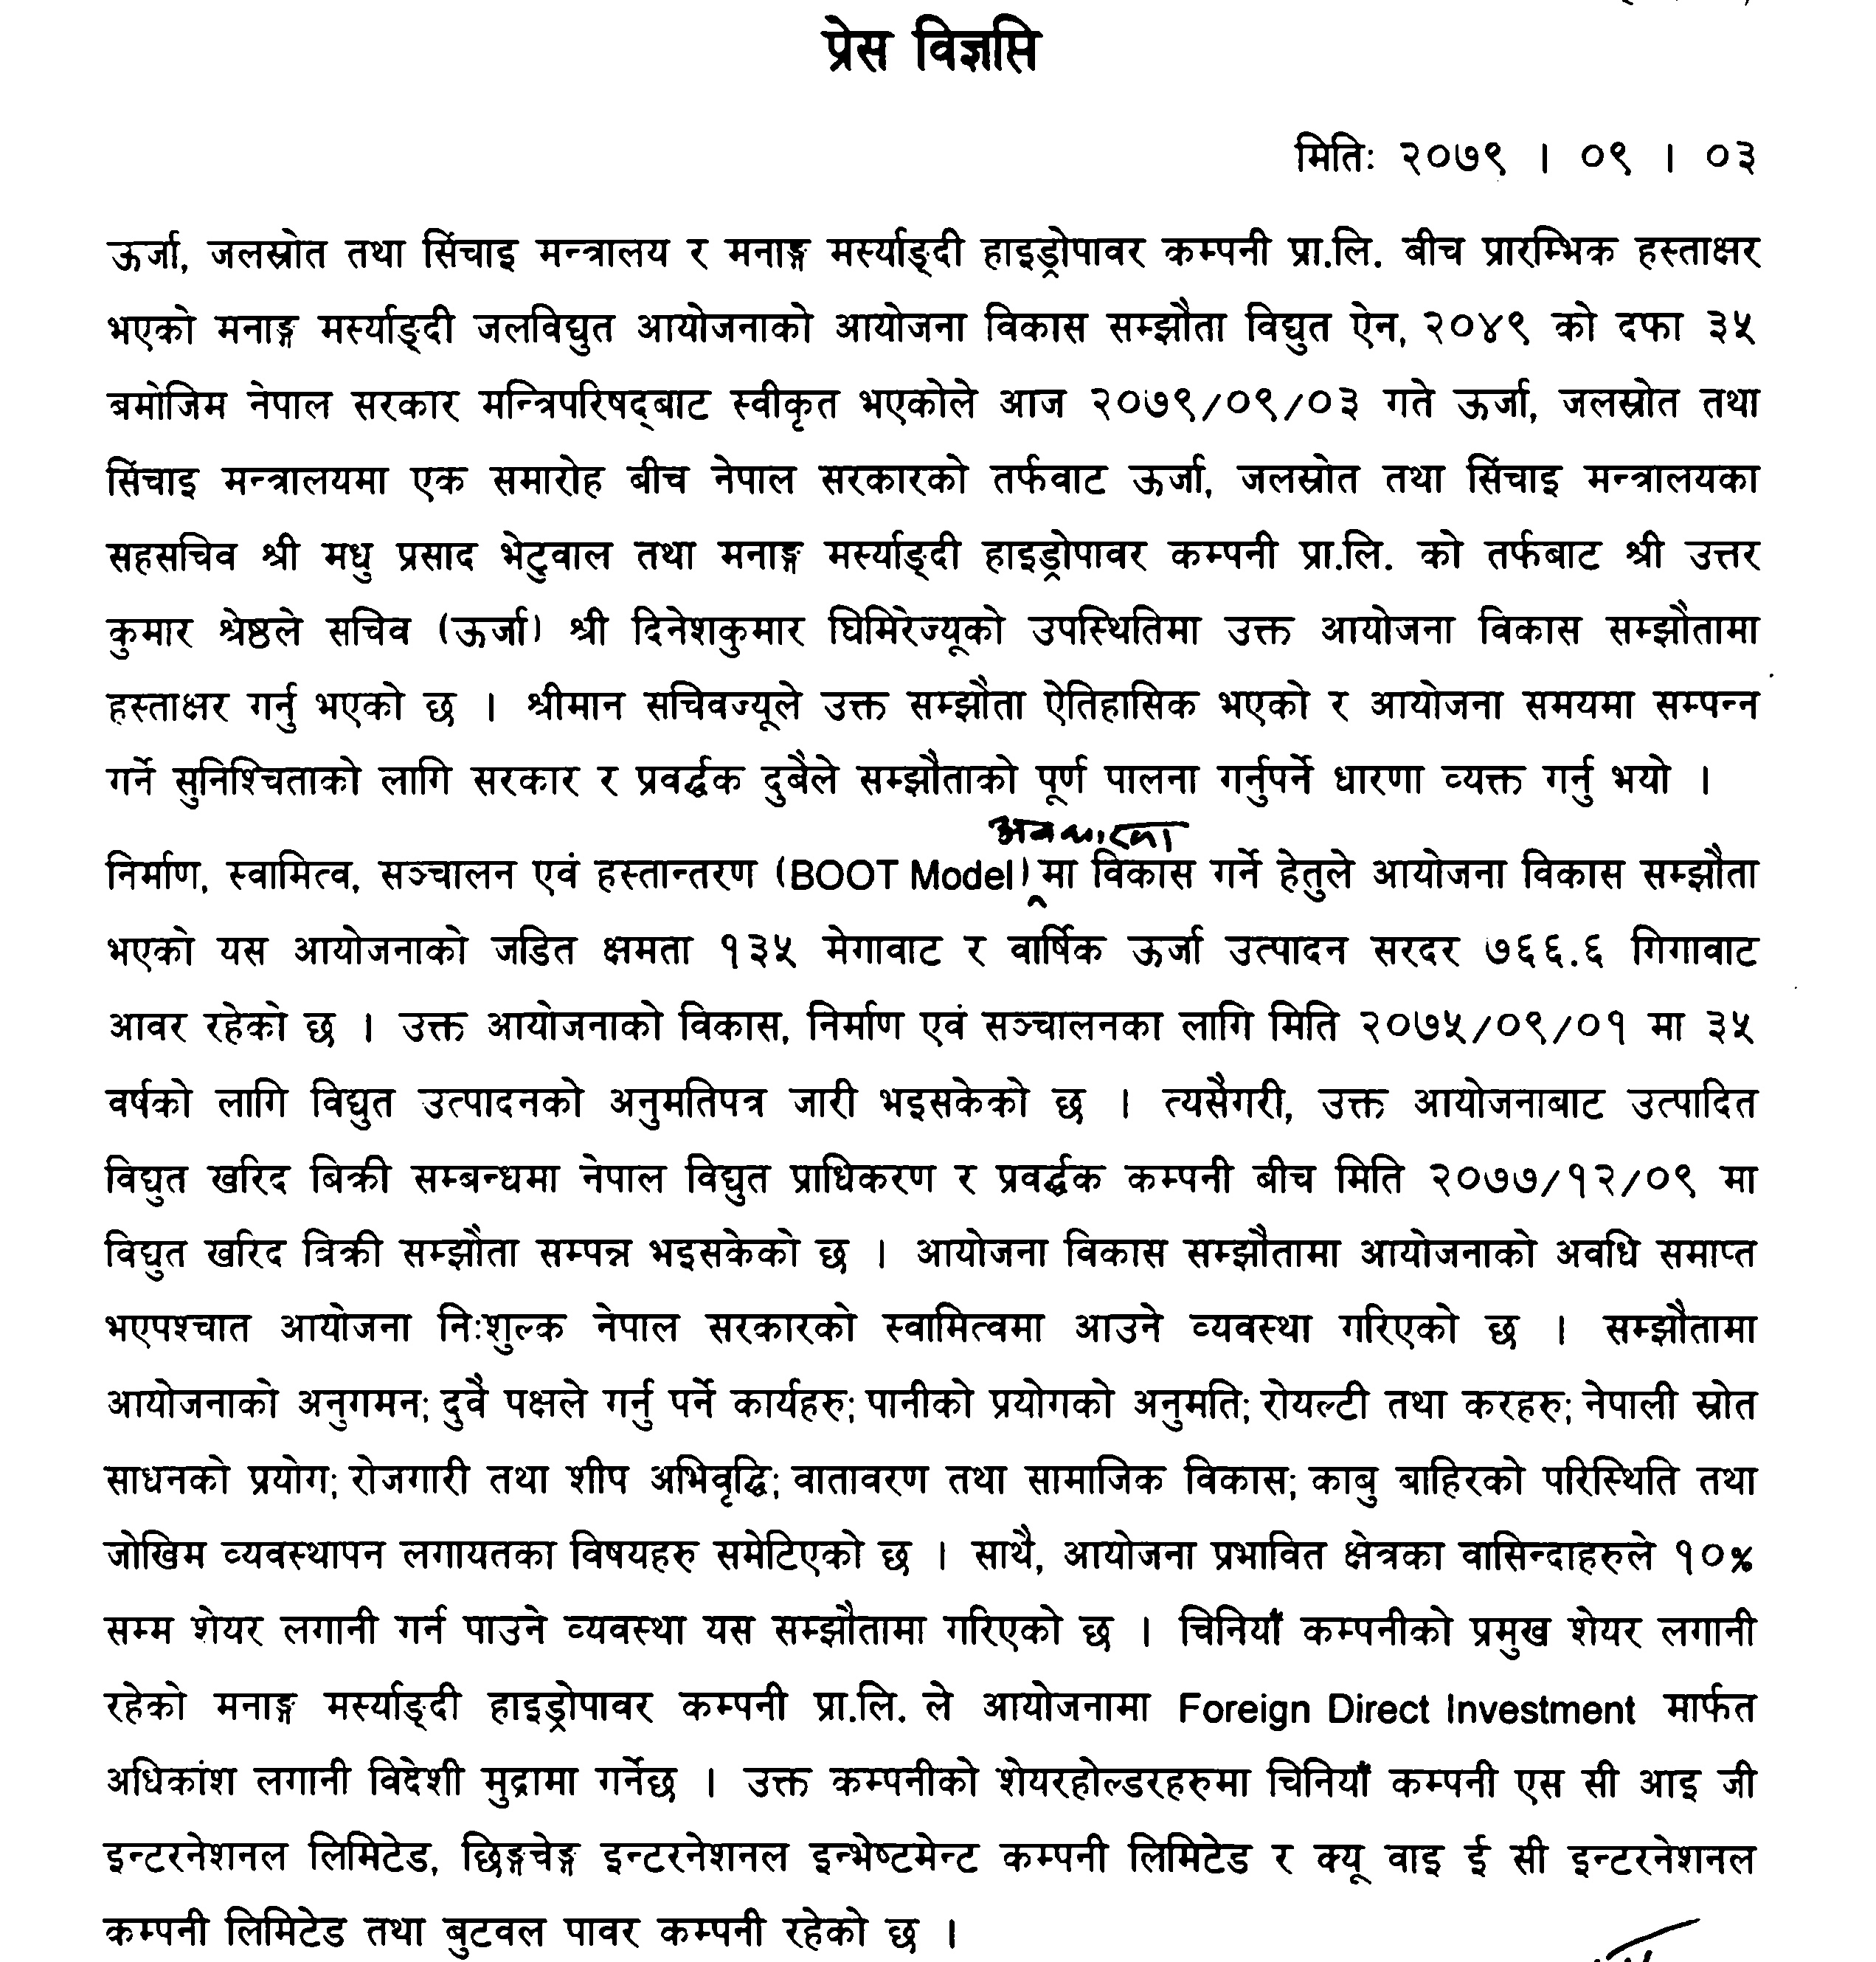 प्रेस विज्ञप्ति
मितिः २०७९ । ०९ । ०३
ऊर्जा, जलस्रोत तथा सिंचाइ मन्त्रालय र मनाङ्ग मर्स्याङ्दी हाइड्रोपावर कम्पनी प्रा.लि. बीच प्रारम्भिक हस्ताक्षर
भएको मनाङ्ग मर्स्याङ्दी जलविद्युत आयोजनाको आयोजना विकास सम्झौता विद्युत ऐन, २०४९ को दफा ३५
बमोजिम नेपाल सरकार मन्त्रिपरिषद्बाट स्वीकृत भएकोले आज २०७९/०९/०३ गते ऊर्जा, जलस्रोत तथा
सिंचाइ मन्त्रालयमा एक समारोह बीच नेपाल सरकारको तर्फवाट ऊर्जा, जलस्रोत तथा सिंचाइ मन्त्रालयका
सहसचिव श्री मधु प्रसाद भेटुवाल तथा मनाङ्ग मर्स्याङ्दी हाइड्रोपावर कम्पनी प्रा.लि. को तर्फबाट श्री उत्तर
कुमार श्रेष्ठले सचिव (ऊर्जा) श्री दिनेशकुमार घिमिरेज्यूको उपस्थितिमा उक्त आयोजना विकास सम्झौतामा
हस्ताक्षर गर्नु भएको छ । श्रीमान सचिवज्यूले उक्त सम्झौता ऐतिहासिक भएको र आयोजना समयमा सम्पन्न
गर्ने सुनिश्चिताको लागि सरकार र प्रवर्द्धक दुबैले सम्झौताको पूर्ण पालना गर्नुपर्ने धारणा व्यक्त गर्नु भयो ।
निर्माण, स्वामित्व, सञ्चालन एवं हस्तान्तरण (BOOT Model) मा विकास गर्ने हेतुले आयोजना विकास सम्झौता
भएको यस आयोजनाको जडित क्षमता १३५ मेगावाट र वार्षिक ऊर्जा उत्पादन सरदर ७६६.६ गिगावाट
आवर रहेको छ । उक्त आयोजनाको विकास, निर्माण एवं सञ्चालनका लागि मिति २०७५/०९/०१ मा ३५
वर्षको लागि विद्युत उत्पादनको अनुमतिपत्र जारी भइसकेको छ । त्यसैगरी, उक्त आयोजनाबाट उत्पादित
विद्युत खरिद बिक्री सम्बन्धमा नेपाल विद्युत प्राधिकरण र प्रवर्द्धक कम्पनी बीच मिति २०७७/१२/०९ मा
विद्युत खरिद विक्री सम्झौता सम्पन्न भइसकेको छ । आयोजना विकास सम्झौतामा आयोजनाको अवधि समाप्त
भएपश्चात आयोजना निःशुल्क नेपाल सरकारको स्वामित्वमा आउने व्यवस्था गरिएको छ । सम्झौतामा
आयोजनाको अनुगमन; दुवै पक्षले गर्नु पर्ने कार्यहरु; पानीको प्रयोगको अनुमति; रोयल्टी तथा करहरु; नेपाली स्रोत
साधनको प्रयोग; रोजगारी तथा शीप अभिवृद्धि; वातावरण तथा सामाजिक विकास; काबु बाहिरको परिस्थिति तथा
जोखिम व्यवस्थापन लगायतका विषयहरु समेटिएको छ । साथै, आयोजना प्रभावित क्षेत्रका वासिन्दाहरुले १०%
सम्म शेयर लगानी गर्न पाउने व्यवस्था यस सम्झौतामा गरिएको छ । चिनियाँ कम्पनीको प्रमुख शेयर लगानी
रहेको मनाङ्ग मर्स्याङ्दी हाइड्रोपावर कम्पनी प्रा.लि. ले आयोजनामा Foreign Direct Investment मार्फत
अधिकांश लगानी विदेशी मुद्रामा गर्नेछ । उक्त कम्पनीको शेयरहोल्डरहरुमा चिनियाँ कम्पनी एस सी आइ जी
इन्टरनेशनल लिमिटेड, छिङ्गचेङ्ग इन्टरनेशनल इन्भेष्टमेन्ट कम्पनी लिमिटेड र क्यू वाइ ई सी इन्टरनेशनल
कम्पनी लिमिटेड तथा बुटवल पावर कम्पनी रहेको छ ।